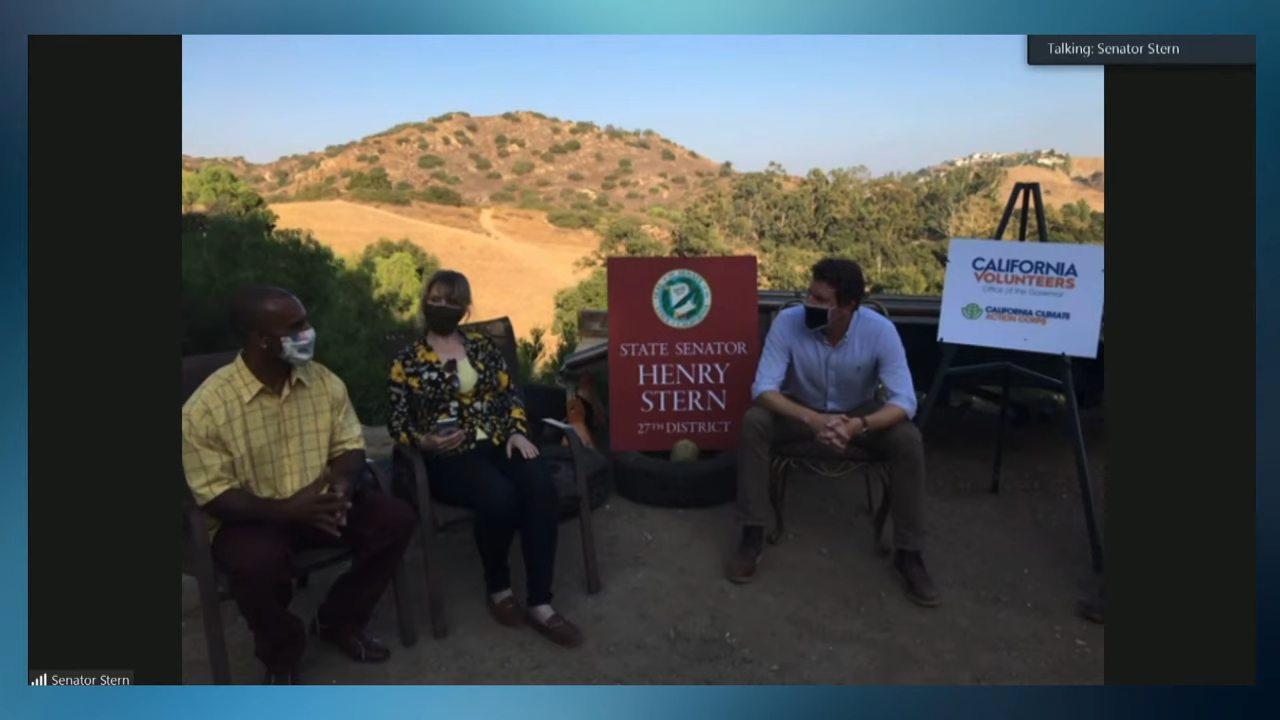 Talking: Senator Stern
STATE SENATOR
HENRY
STERN
27TH DISTRICT
CALIFORNIA
VOLUNTEERS
Office of the Governor
CALIFORNIA CLIMATE
ACTION CORPS
Senator Stern